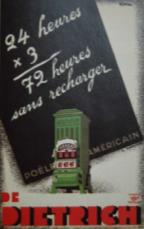 24 heures
x 3
72 heures
sans recharger
POÊLE AMÉRICAIN
DE
DIETRICH